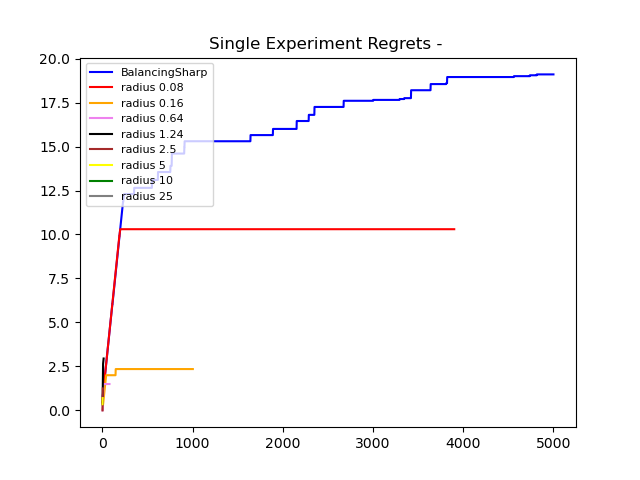 Single Experiment Regrets -
20.0
17.5
15.0
12.5
10.0
7.5
5.0
2.5
0.0
BalancingSharp
radius 0.08
radius 0.16
radius 0.64
radius 1.24
radius 2.5
radius 5
radius 10
radius 25
0 1000 2000 3000 4000 5000